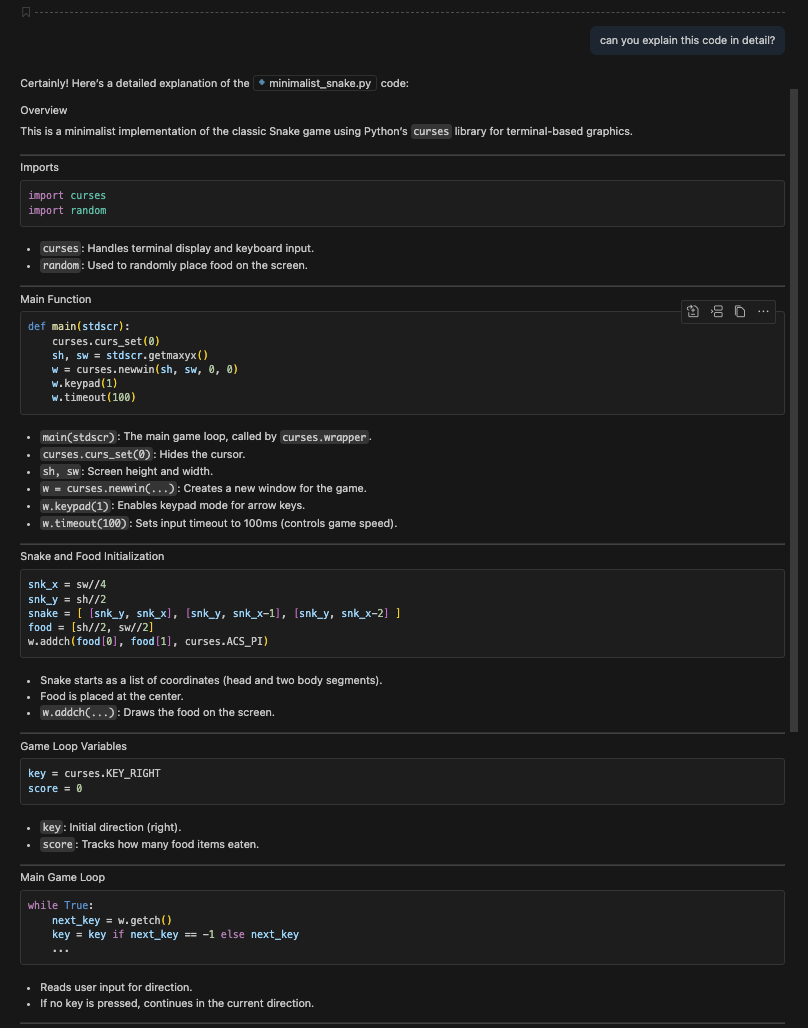 can you explain this code in detail?
Certainly! Here's a detailed explanation of the minimalist_snake.py code:
Overview
This is a minimalist implementation of the classic Snake game using Python's curses library for terminal-based graphics.
Imports
import curses
import random
• curses: Handles terminal display and keyboard input.
• random: Used to randomly place food on the screen.
Main Function
def main(stdscr):
    curses.curs_set(0)
    sh, sw = stdscr.getmaxyx()
    w = curses.newwin(sh, sw, 0, 0)
    w.keypad(1)
    w.timeout(100)
• main(stdscr): The main game loop, called by curses.wrapper.
• curses.curs_set(0): Hides the cursor.
• sh, sw: Screen height and width.
• w = curses.newwin(...): Creates a new window for the game.
• w.keypad(1): Enables keypad mode for arrow keys.
• w.timeout(100): Sets input timeout to 100ms (controls game speed).
Snake and Food Initialization
snk_x = sw//4
snk_y = sh//2
snake = [ [snk_y, snk_x], [snk_y, snk_x-1], [snk_y, snk_x-2] ]
food = [sh//2, sw//2]
w.addch(food[0], food[1], curses.ACS_PI)
• Snake starts as a list of coordinates (head and two body segments).
• Food is placed at the center.
• w.addch(...): Draws the food on the screen.
Game Loop Variables
key = curses.KEY_RIGHT
score = 0
• key: Initial direction (right).
• score: Tracks how many food items eaten.
Main Game Loop
while True:
    next_key = w.getch()
    key = key if next_key == -1 else next_key
    ...
• Reads user input for direction.
• If no key is pressed, continues in the current direction.